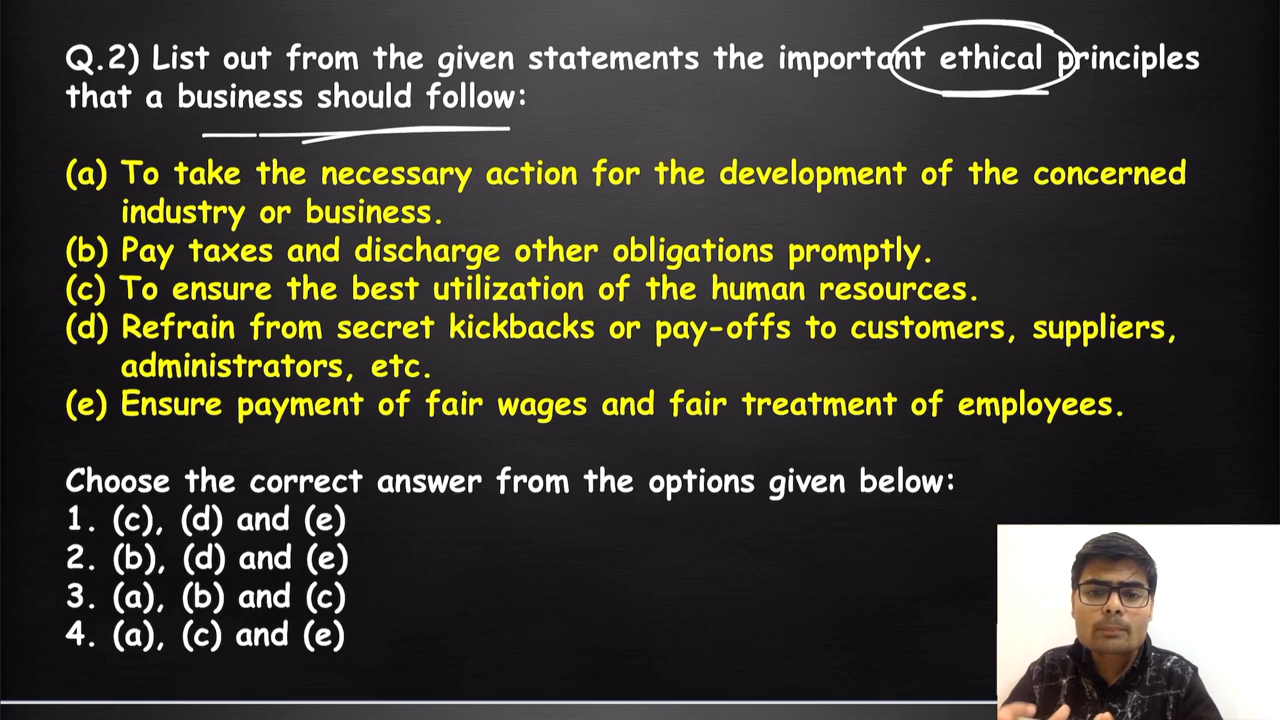 Q.2) List out from the given statements the important ethical principles
that a business should follow:
(a) To take the necessary action for the development of the concerned
industry or business.
(b) Pay taxes and discharge other obligations promptly.
(c) To ensure the best utilization of the human resources.
(d) Refrain from secret kickbacks or pay-offs to customers, suppliers,
administrators, etc.
(e) Ensure payment of fair wages and fair treatment of employees.
Choose the correct answer from the options given below:
1. (c), (d) and (e)
2. (b), (d) and (e)
3. (a), (b) and (c)
4. (a), (c) and (e)